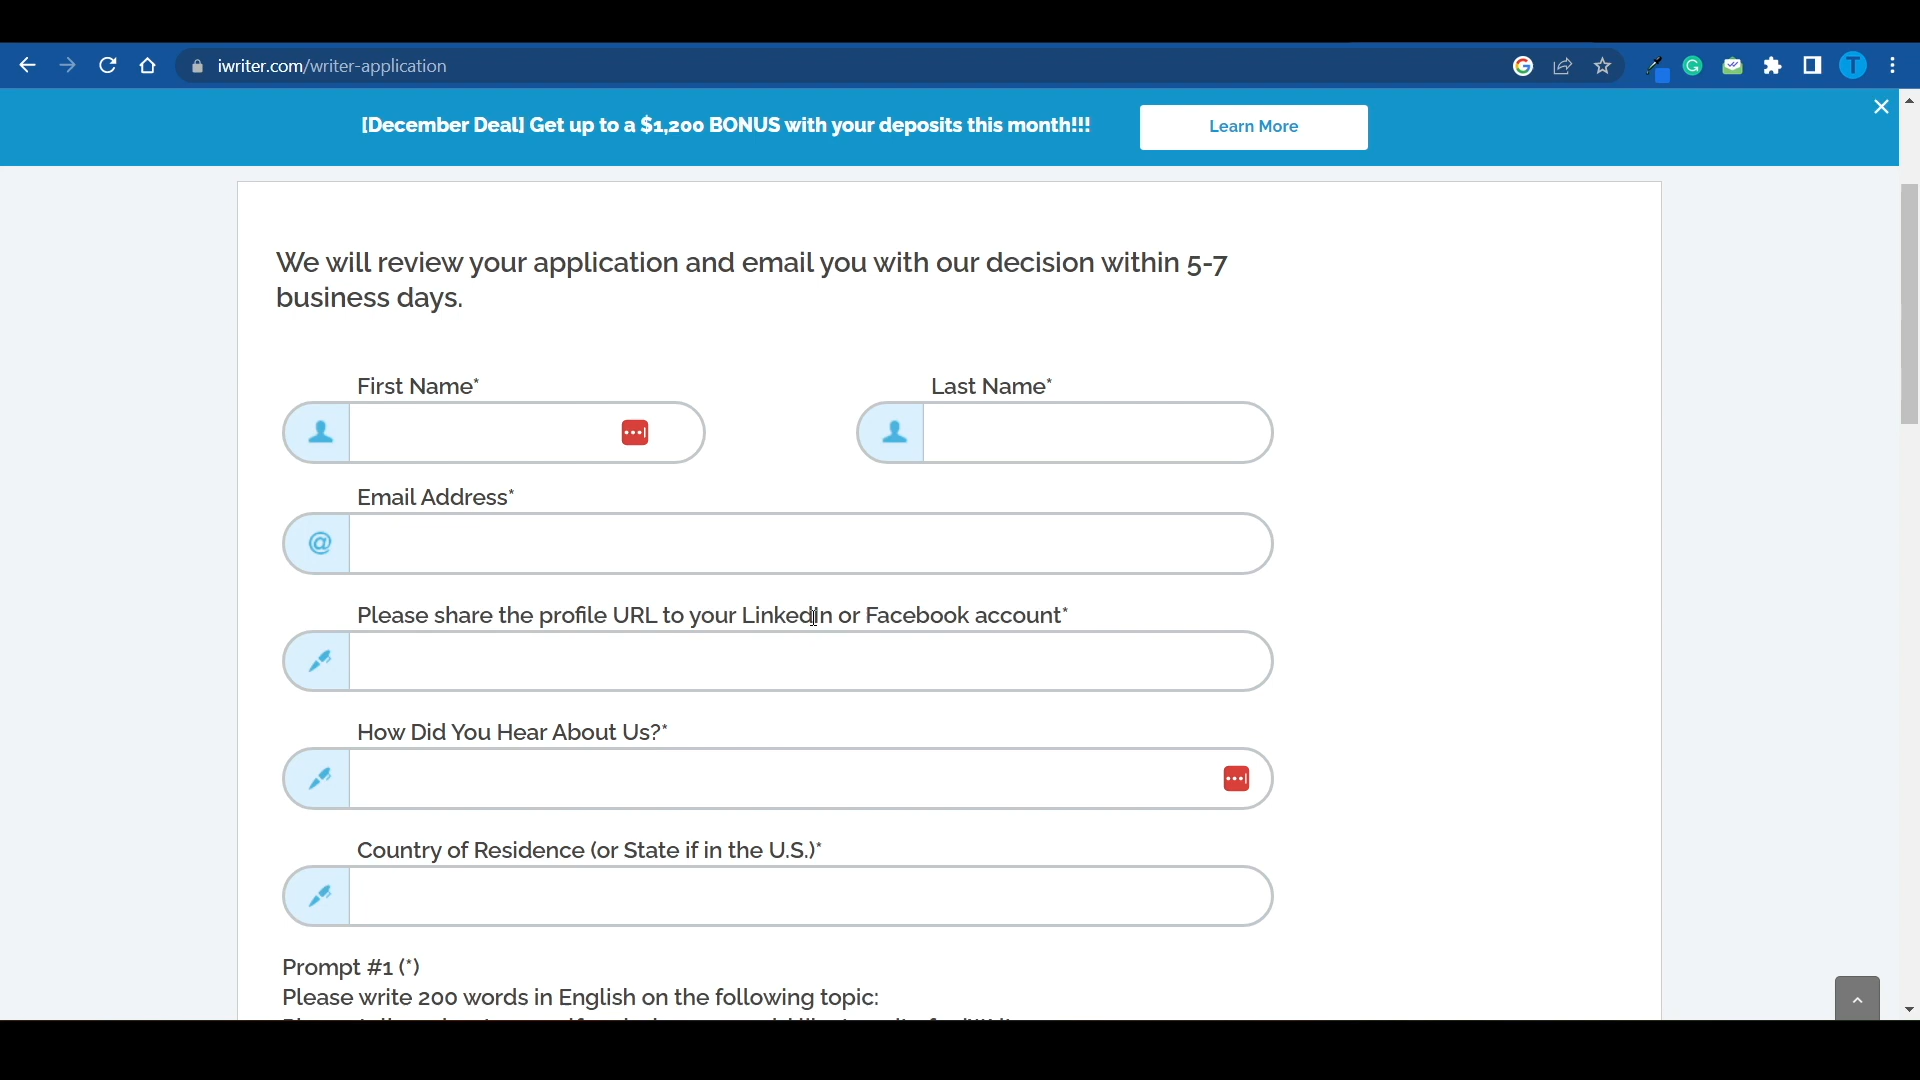 iwriter.com/writer-application
T
[December Deal] Get up to a $1,200 BONUS with your deposits this month!!!
Learn More
We will review your application and email you with our decision within 5-7
business days.
First Name*
Last Name*
Email Address*
@
Please share the profile URL to your LinkedIn or Facebook account*
How Did You Hear About Us?*
Country of Residence (or State if in the U.S.)*
Prompt #1 (*)
Please write 200 words in English on the following topic: